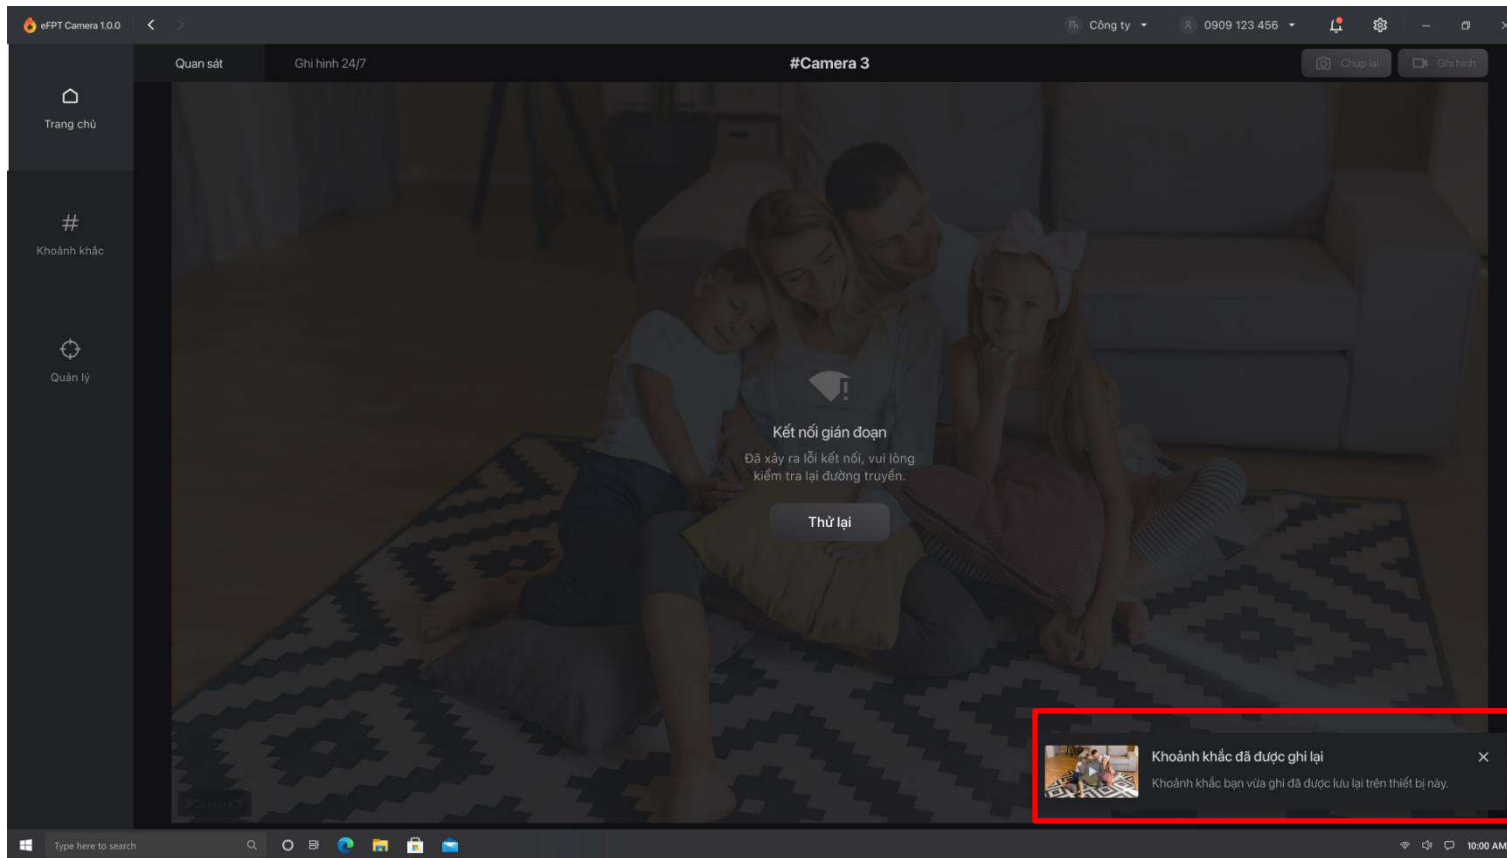 eFPT Camera 1.0.0
Công ty
0909 123 456
Quan sát
Ghi hình 24/7
#Camera 3
Chụp lại
Ghi hình
Trang chủ
#
Khoảnh khắc
Quản lý
Kết nối gián đoạn
Đã xảy ra lỗi kết nối, vui lòng
kiểm tra lại đường truyền.
Thử lại
Khoảnh khắc đã được ghi lại
Khoảnh khắc bạn vừa ghi đã được lưu lại trên thiết bị này.
#Camera 3
Type here to search
10:00 AM